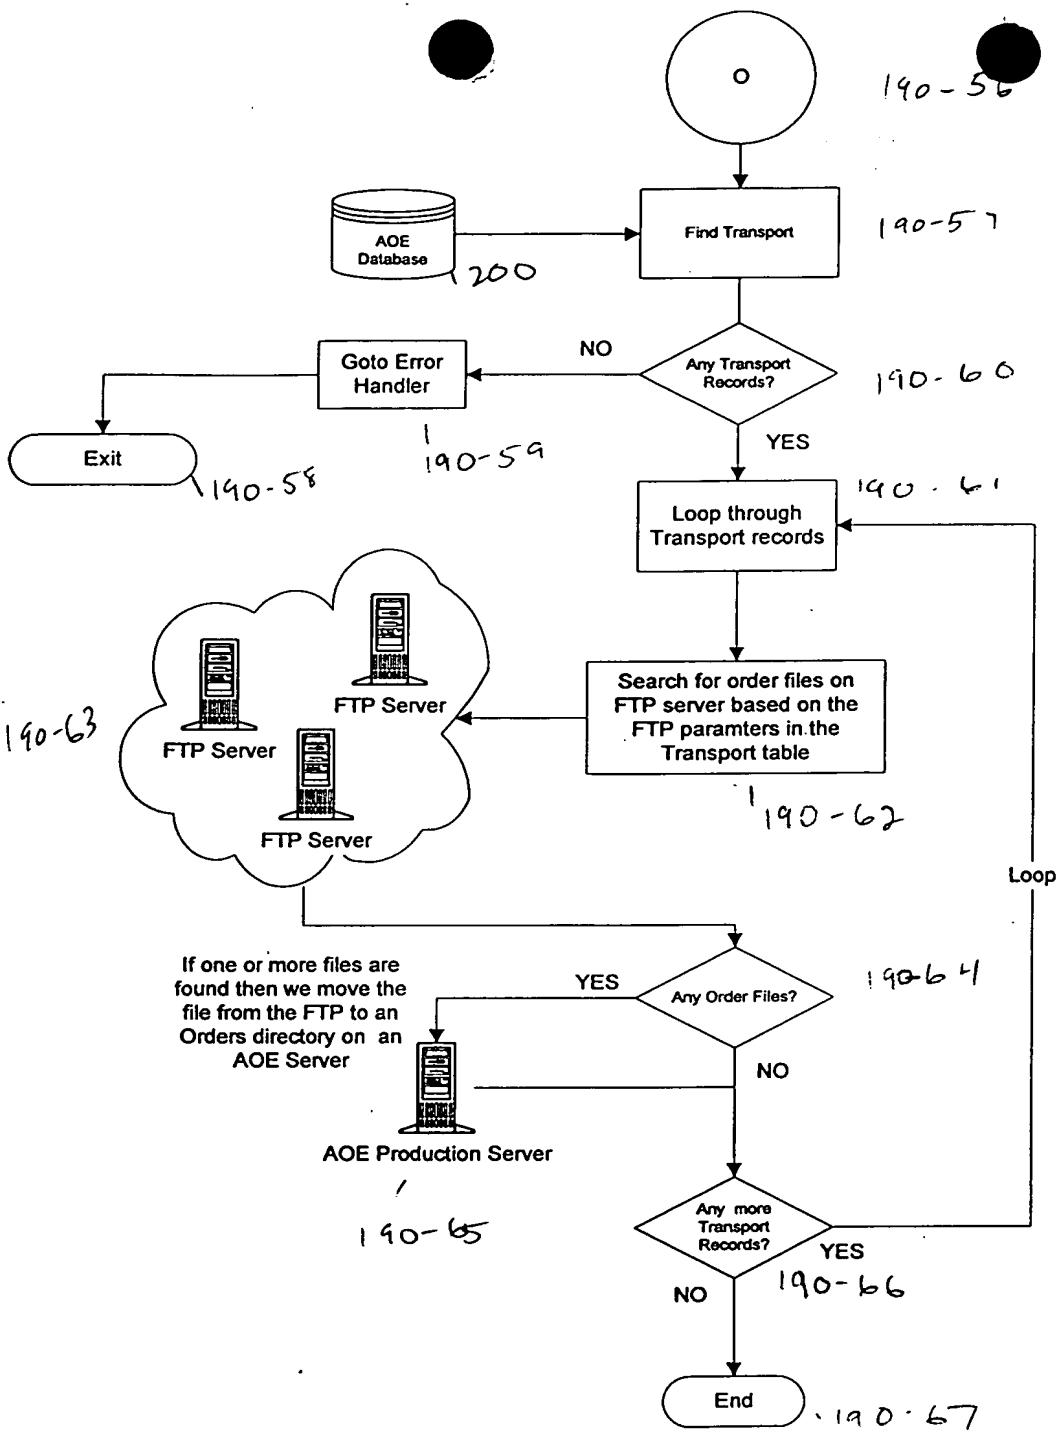 O
190-56
Find Transport
190-57
AOE
Database
200
Any Transport
Records?
190-60
NO
Goto Error
Handler
190-59
Exit
190-58
YES
Loop through
Transport records
190-61
Search for order files on
FTP server based on the
FTP paramters in the
Transport table
190-62
FTP Server
FTP Server
FTP Server
190-63
Loop
Any Order Files?
190-64
YES
If one or more files are
found then we move the
file from the FTP to an
Orders directory on an
AOE Server
NO
AOE Production Server
190-65
Any more
Transport
Records?
YES
190-66
NO
End
190-67